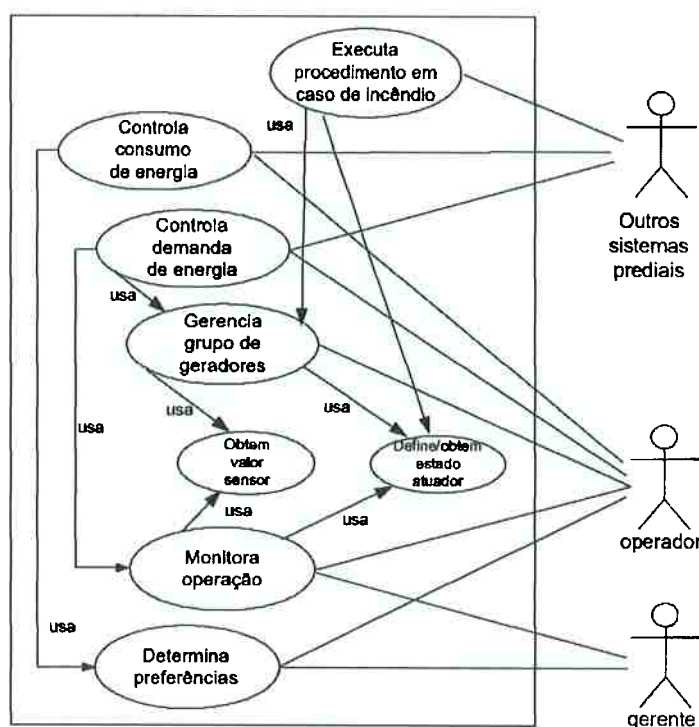 Executa
procedimento em
caso de incêndio
usa
Controla
consumo
de energia
Controla
demanda
de energia
Outros
sistemas
prediais
usa
Gerencia
grupo de
geradores
usa
usa
usa
Obtem
valor
sensor
Define/obtem
estado
atuador
usa
usa
Monitora
operação
operador
usa
Determina
preferências
gerente